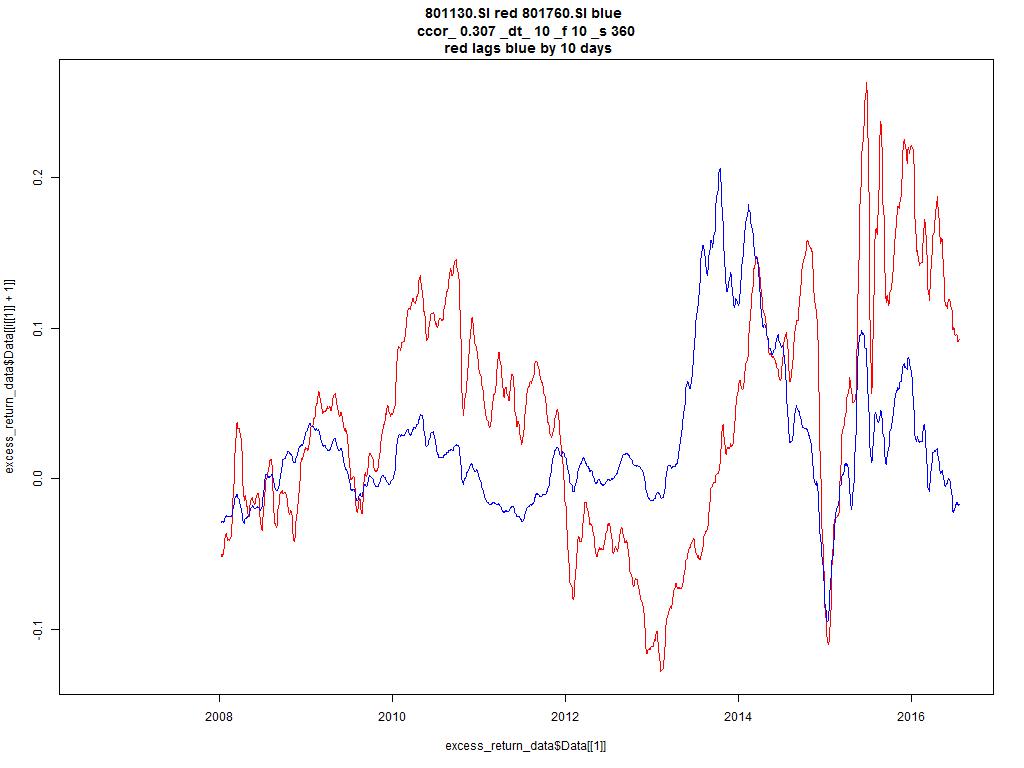 801130.SI red 801760.SI blue
ccor_ 0.307 _dt_ 10 _f 10 _s 360
red lags blue by 10 days
excess_return_data$Data[[i[[1]] + 1]]
0.2
0.1
0.0
-0.1
2008 2010 2012 2014 2016
excess_return_data$Data[[1]]